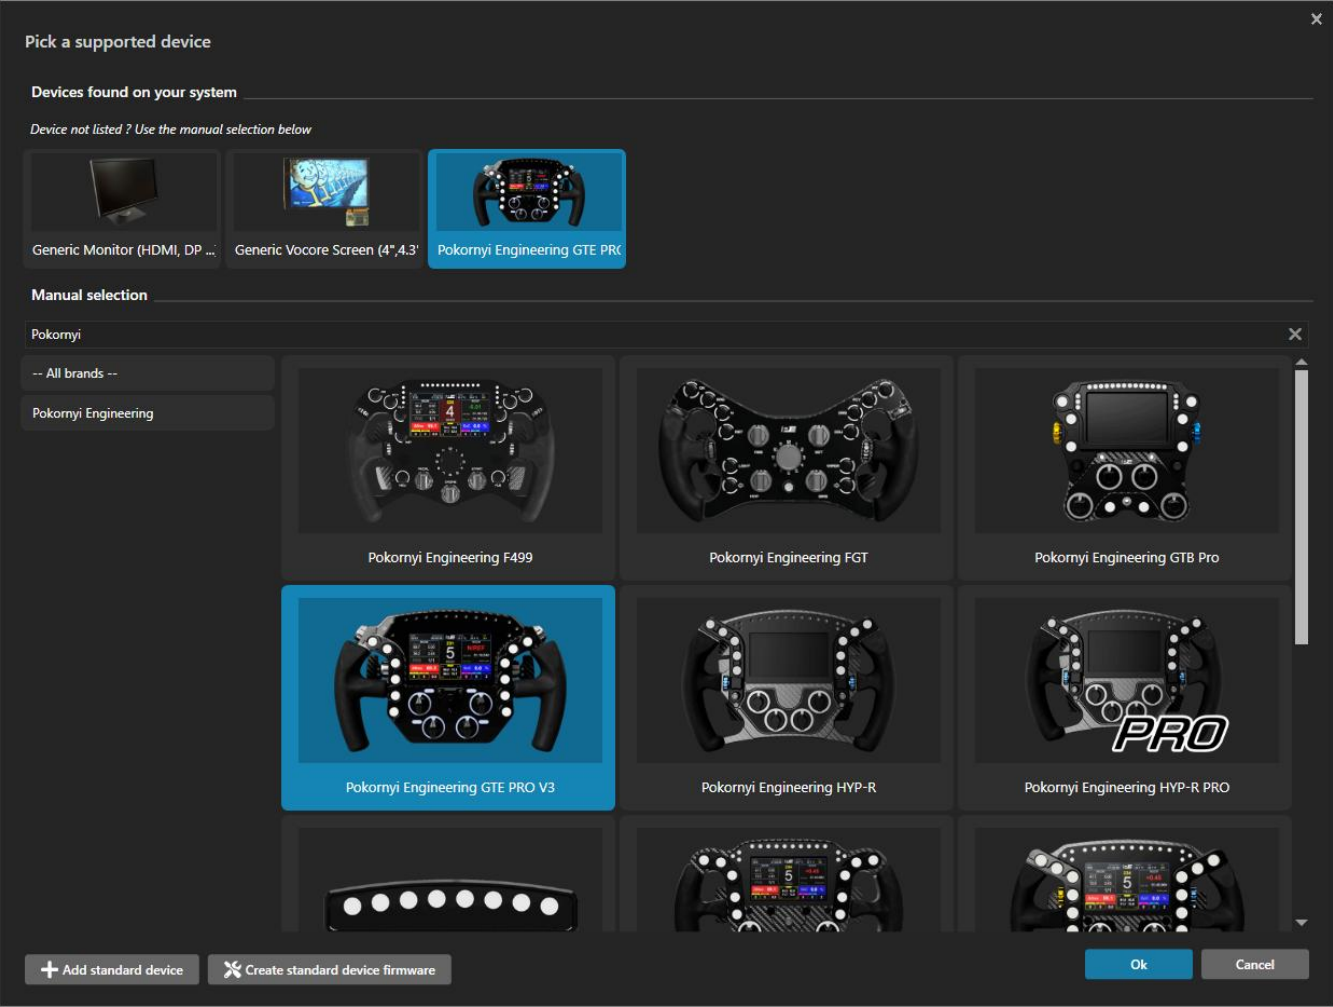 Pick a supported device
Devices found on your system
Device not listed ? Use the manual selection below
Generic Monitor (HDMI, DP ...
Generic Vocore Screen (4",4.3"
Pokornyi Engineering GTE PRO
Manual selection
Pokornyi
-- All brands --
Pokornyi Engineering
Pokornyi Engineering F499
Pokornyi Engineering FGT
Pokornyi Engineering GTB Pro
PRO
Pokornyi Engineering GTE PRO V3
Pokornyi Engineering HYP-R
Pokornyi Engineering HYP-R PRO
Add standard device
Create standard device firmware
Ok
Cancel